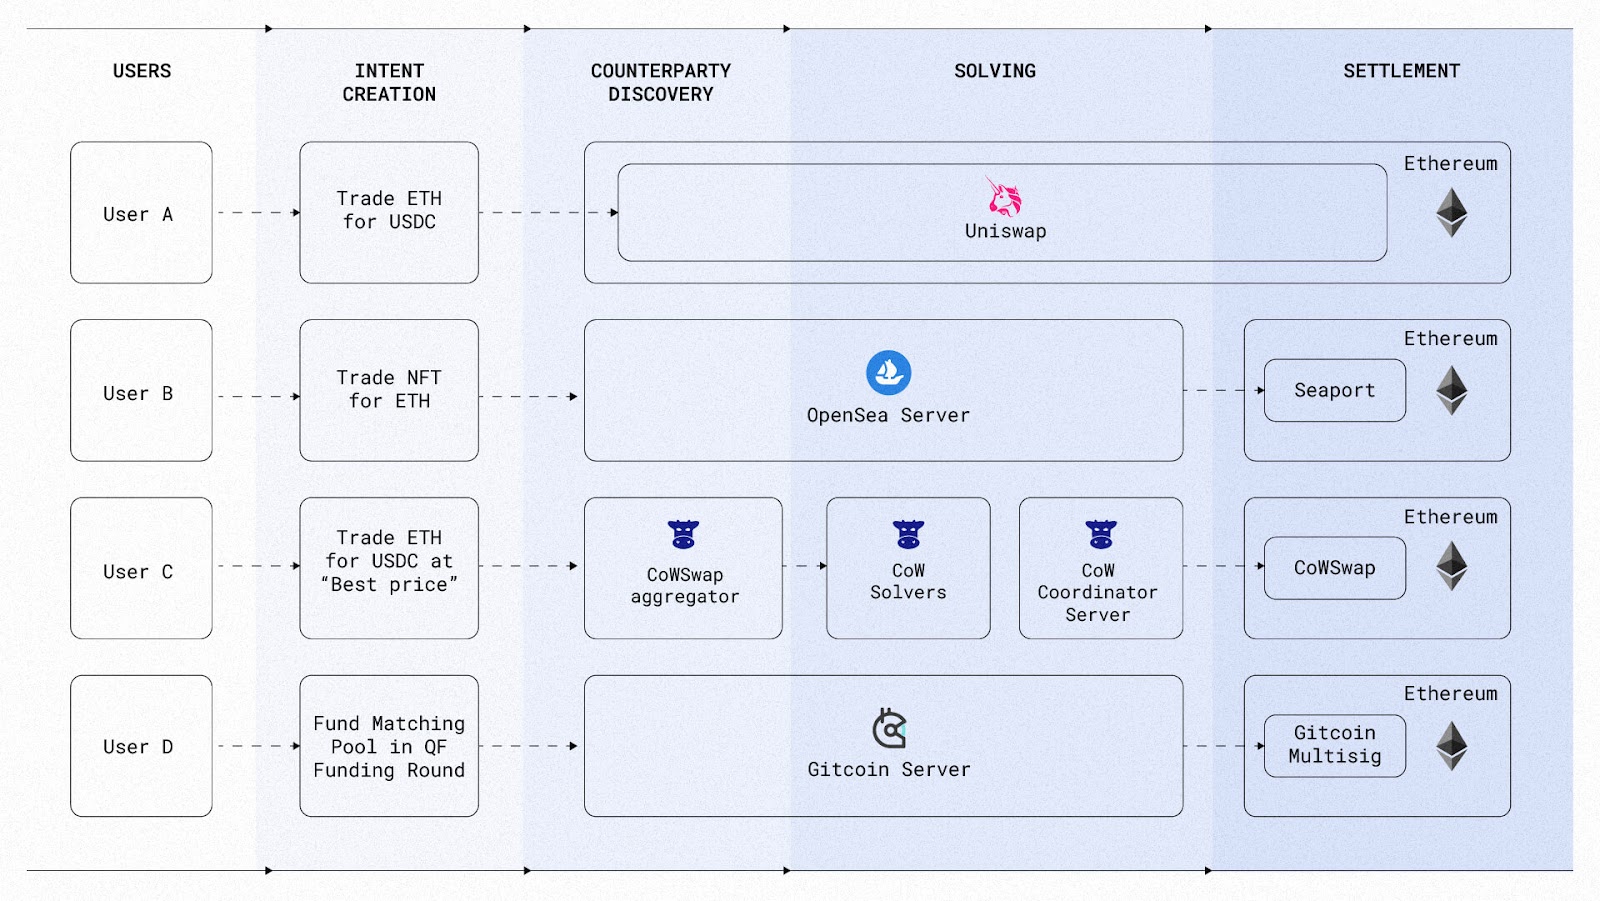 USERS
INTENT
CREATION
COUNTERPARTY
DISCOVERY
SOLVING
SETTLEMENT
User A
Trade ETH
for USDC
Uniswap
Ethereum
User B
Trade NFT
for ETH
OpenSea Server
Seaport
Ethereum
User C
Trade ETH
for USDC at
“Best price”
CoWSwap
aggregator
CoW
Solvers
CoW
Coordinator
Server
CoWSwap
Ethereum
User D
Fund Matching
Pool in QF
Funding Round
Gitcoin Server
Gitcoin
Multisig
Ethereum